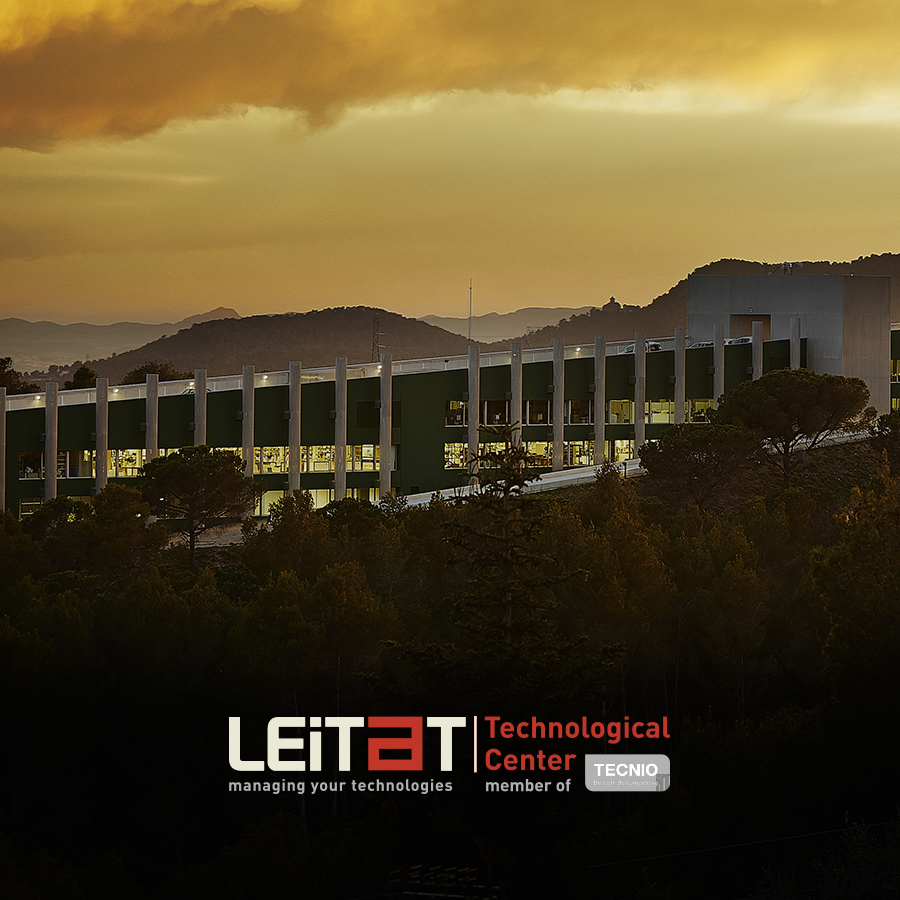 LEiTaT
managing your technologies
Technological
Center
member of TECNIO